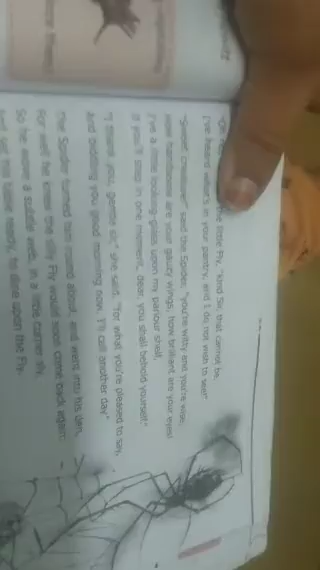 "Oh no, the little Fly, "kind Sir, that cannot be,
I've heard what's in your pantry, and I do not wish to see!"
"Sweet creature!" said the Spider, "you're witty and you're wise,
How handsome are your gauzy wings, how brilliant are your eyes!
I've a little looking-glass upon my parlour shelf,
If you'll step in one moment, dear, you shall behold yourself."
"I thank you, gentle sir," she said, "for what you're pleased to say,
And bidding you good morning now, I'll call another day."
The Spider turned him round about, and went into his den,
For well he knew the silly Fly would soon come back again:
So he wove a subtle web, in a little corner sly,
And set his table ready, to dine upon the Fly.